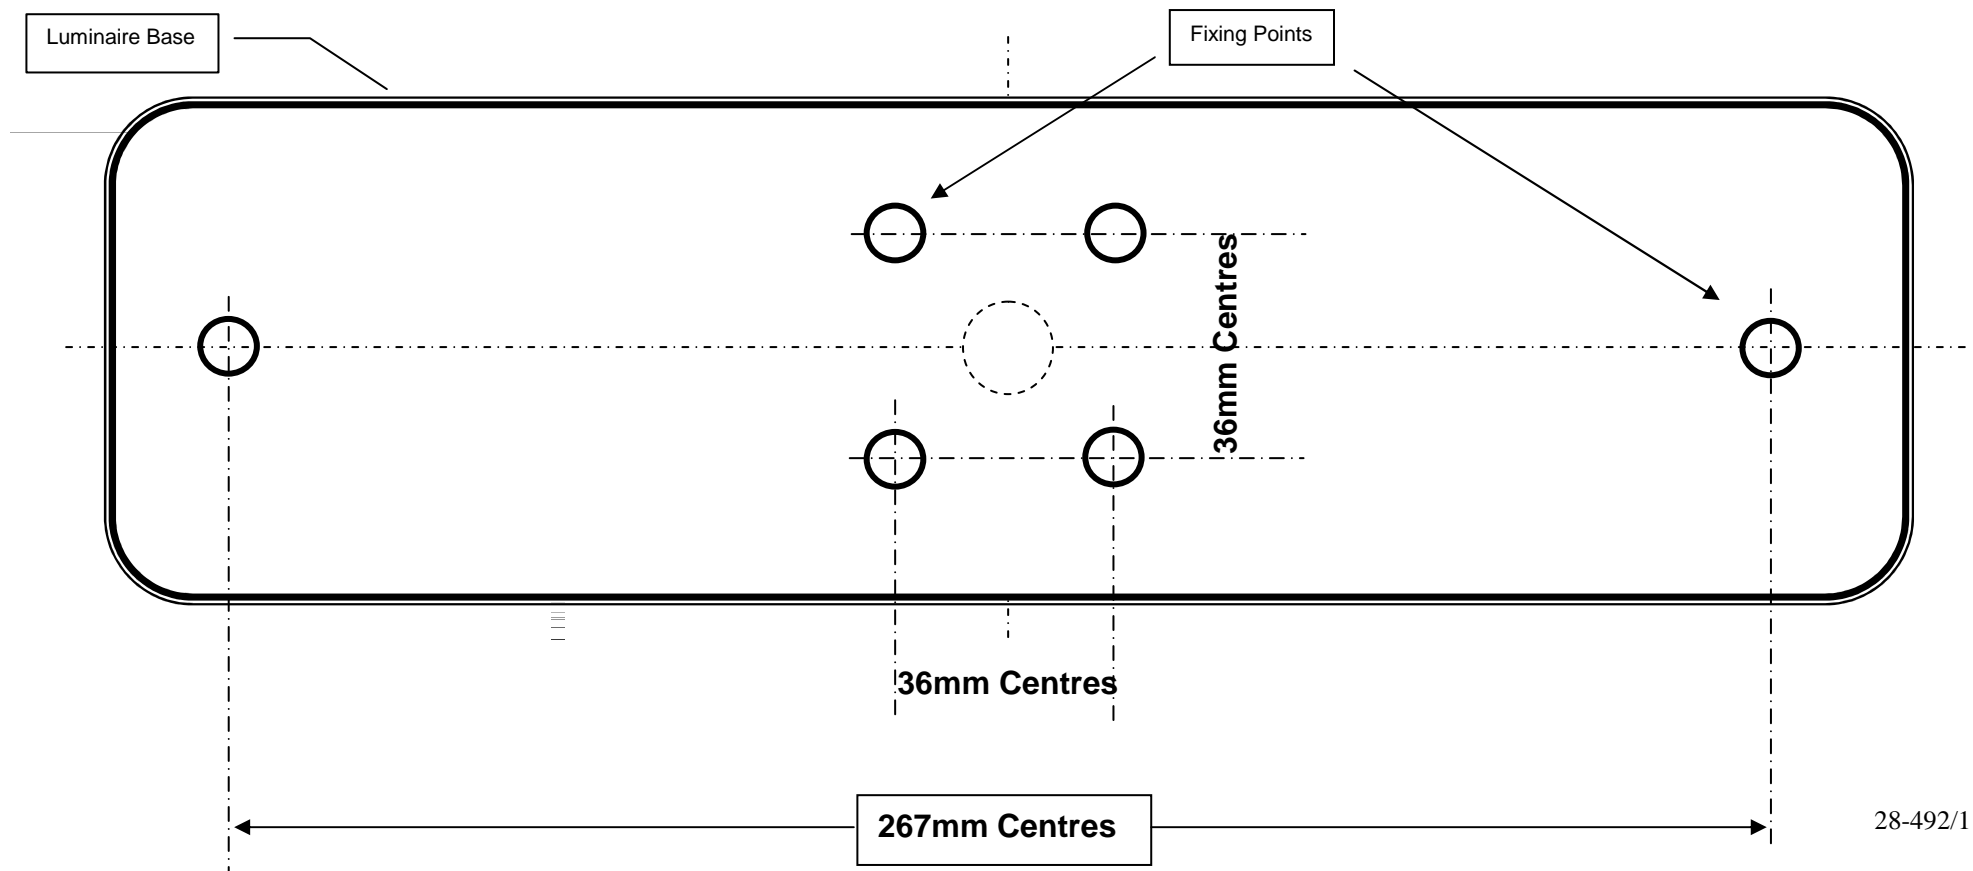 Luminaire Base
Fixing Points
36mm Centres
36mm Centres
267mm Centres
28-492/1